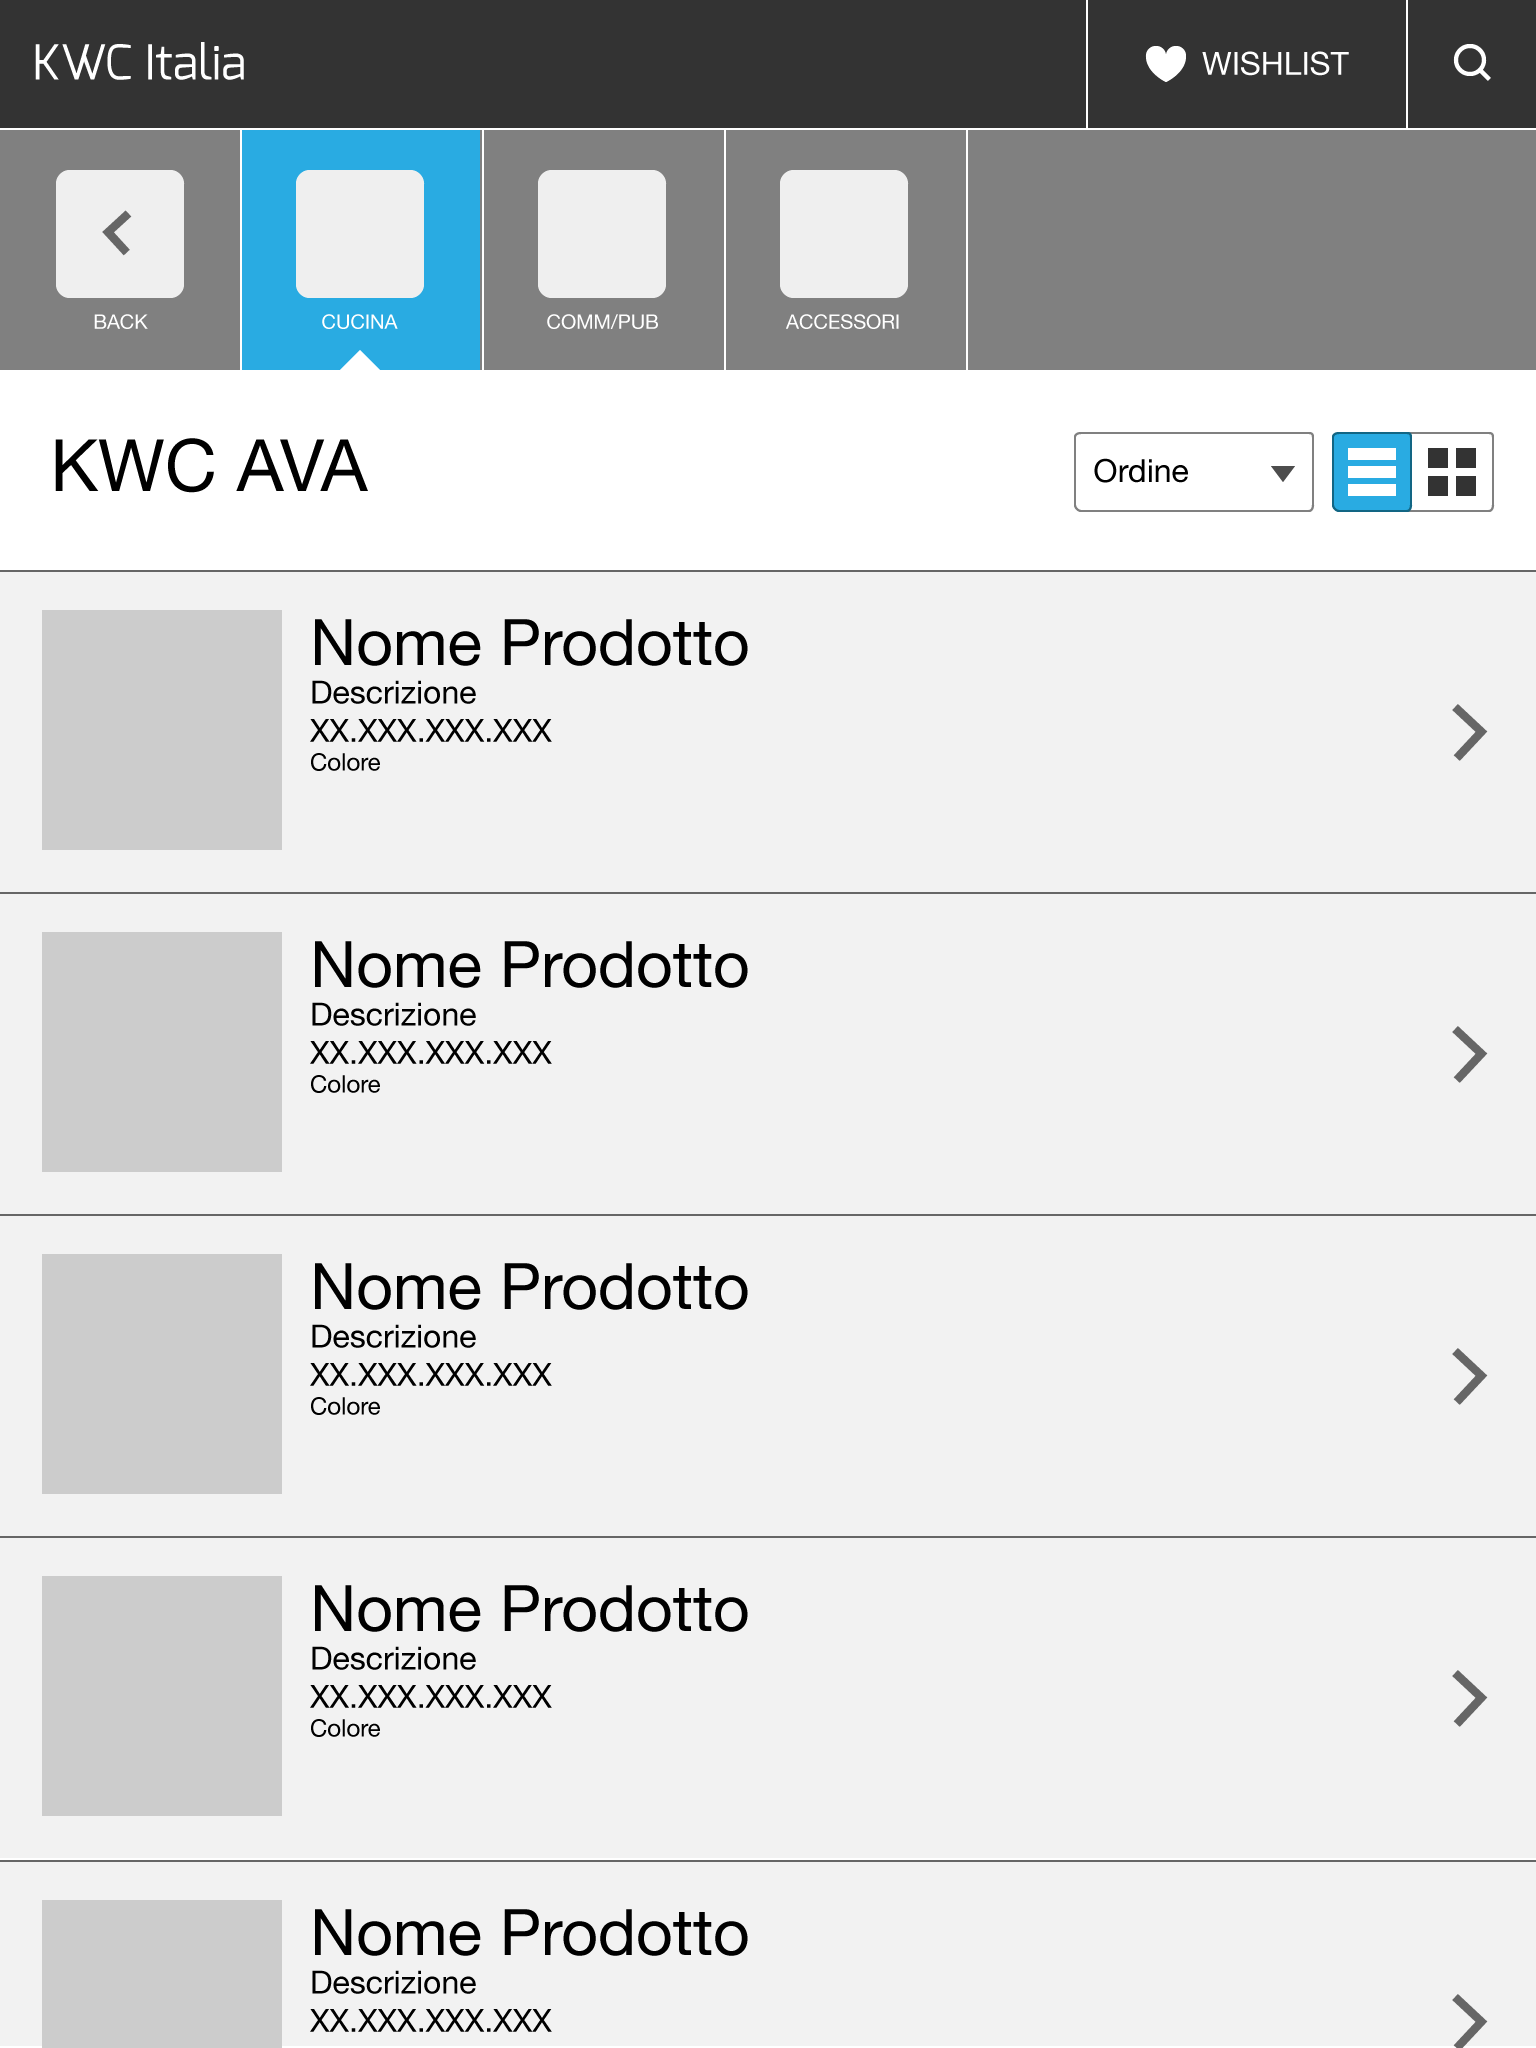 KWC Italia
WISHLIST
BACK
CUCINA
COMM/PUB
ACCESSORI
KWC AVA
Ordine
Nome Prodotto
Descrizione
XX.XXX.XXX.XXX
Colore
Nome Prodotto
Descrizione
XX.XXX.XXX.XXX
Colore
Nome Prodotto
Descrizione
XX.XXX.XXX.XXX
Colore
Nome Prodotto
Descrizione
XX.XXX.XXX.XXX
Colore
Nome Prodotto
Descrizione
XX.XXX.XXX.XXX